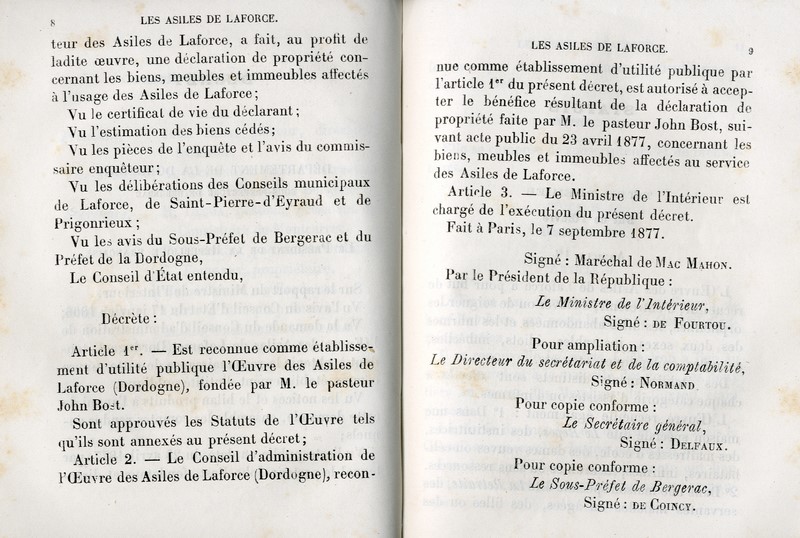 8 LES ASILES DE LAFORCE.
teur des Asiles de Laforce, a fait, au profit de
ladite œuvre, une déclaration de propriété con-
cernant les biens, meubles et immeubles affectés
à l'usage des Asiles de Laforce;
Vu le certificat de vie du déclarant;
Vu l'estimation des biens cédés;
Vu les pièces de l'enquête et l'avis du commis-
saire enquêteur;
Vu les délibérations des Conseils municipaux
de Laforce, de Saint-Pierre-d'Eyraud et de
Prigonrieux;
Vu les avis du Sous-Préfet de Bergerac et du
Préfet de la Dordogne,
Le Conseil d'État entendu,
Décrète:
Article 1er. — Est reconnue comme établisse-
ment d'utilité publique l'Œuvre des Asiles de
Laforce (Dordogne), fondée par M. le pasteur
John Bost.
Sont approuvés les Statuts de l'Œuvre tels
qu'ils sont annexés au présent décret;
Article 2. — Le Conseil d'administration de
l'Œuvre des Asiles de Laforce (Dordogne), recon-
LES ASILES DE LAFORCE. 9
nue comme établissement d'utilité publique par
l'article 1er du présent décret, est autorisé à accep-
ter le bénéfice résultant de la déclaration de
propriété faite par M. le pasteur John Bost, sui-
vant acte public du 23 avril 1877, concernant les
biens, meubles et immeubles affectés au service
des Asiles de Laforce.
Article 3. — Le Ministre de l'Intérieur est
chargé de l'exécution du présent décret.
Fait à Paris, le 7 septembre 1877.
Signé: Maréchal de MAC MAHON.
Par le Président de la République:
Le Ministre de l'Intérieur,
Signé: DE FOURTOU.
Pour ampliation:
Le Directeur du secrétariat et de la comptabilité,
Signé: NORMAND
Pour copie conforme:
Le Secrétaire général,
Signé: DELFAUX.
Pour copie conforme:
Le Sous-Préfet de Bergerac,
Signé: DE COINCY.